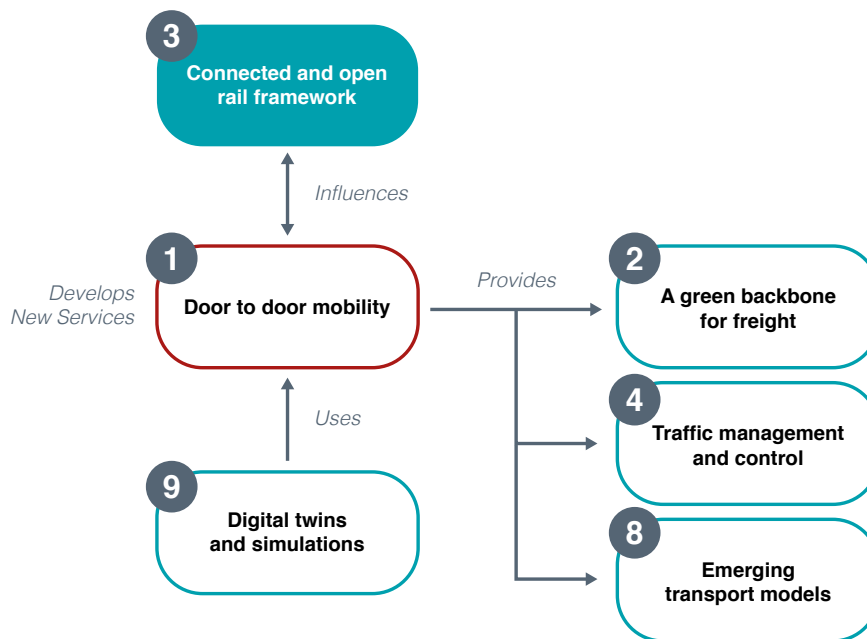 3
Connected and open
rail framework
Influences
1
Door to door mobility
Develops
New Services
Provides
2
A green backbone
for freight
4
Traffic management
and control
Uses
9
Digital twins
and simulations
8
Emerging
transport models